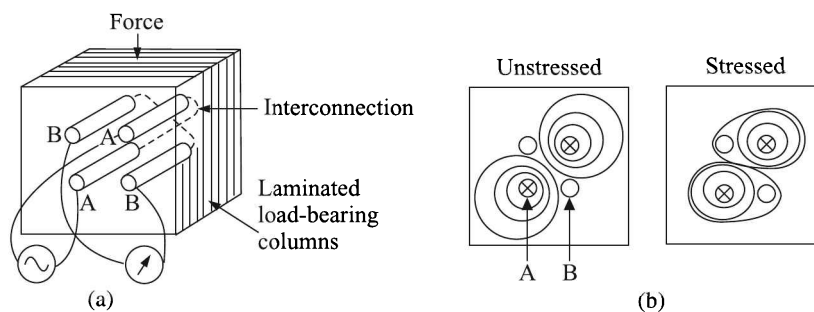 Force
Interconnection
B
A
A
B
Laminated
load-bearing
columns
(a)
Unstressed
Stressed
A
B
(b)